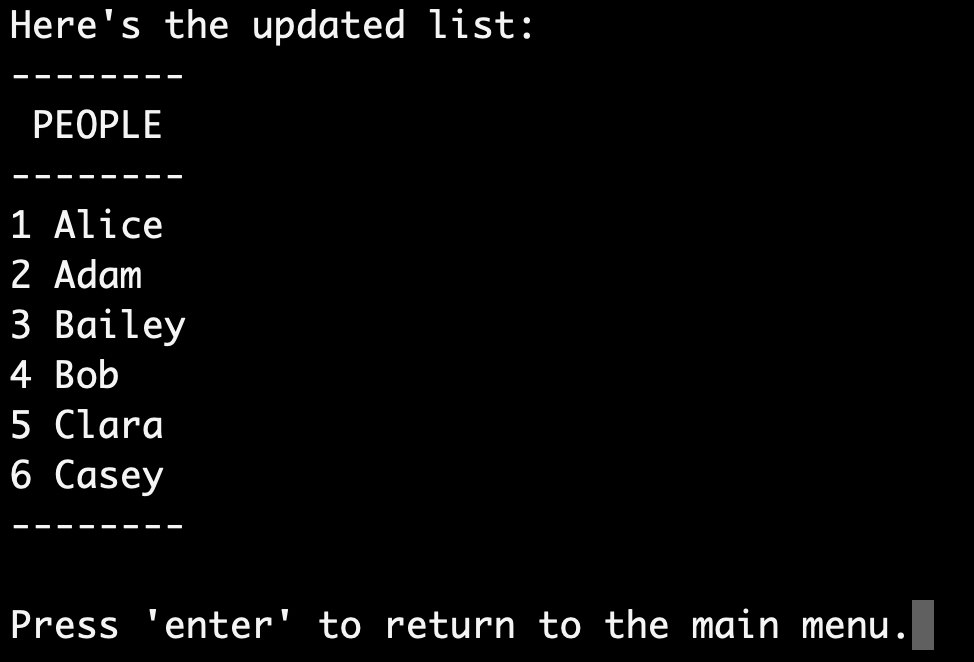 Here's the updated list:
--------
 PEOPLE
--------
1 Alice
2 Adam
3 Bailey
4 Bob
5 Clara
6 Casey
--------

Press 'enter' to return to the main menu.